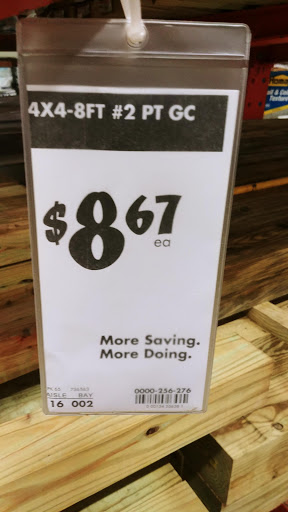 4X4-8FT #2 PT GC
$8 67
ea
More Saving.
More Doing.
0000-256-276
AISLE BAY
16 002